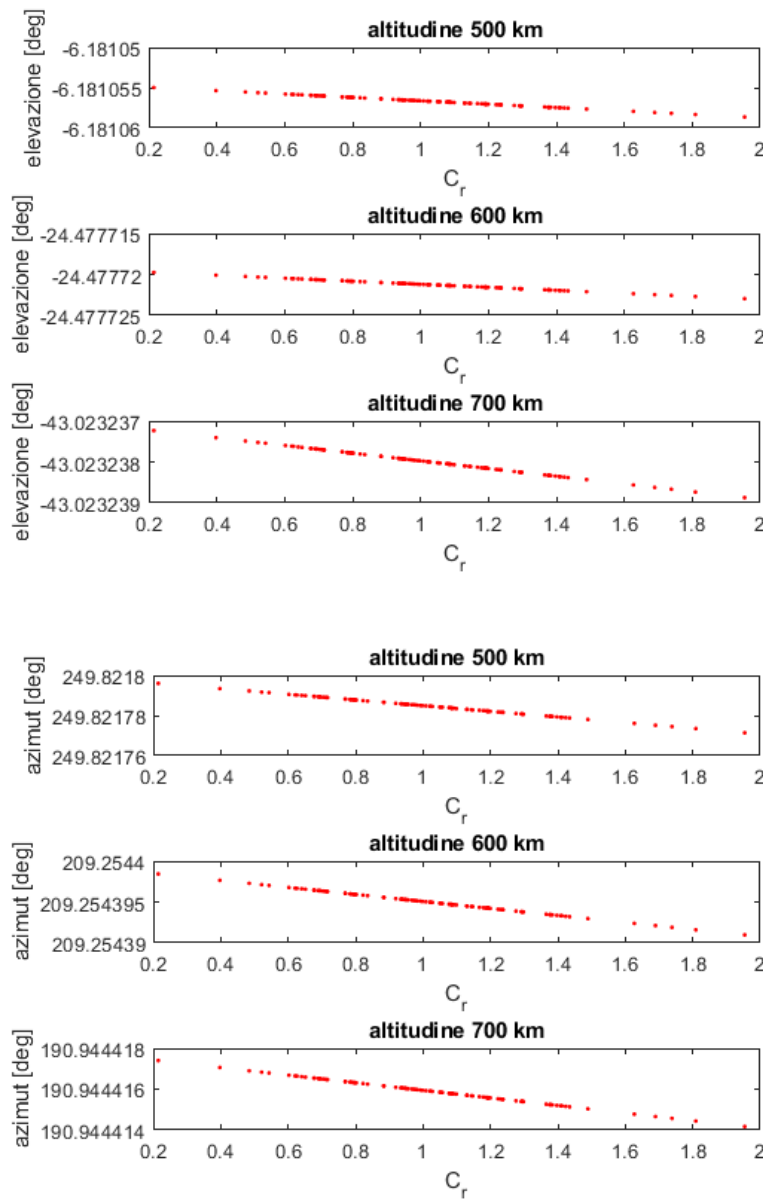 altitudine 500 km
elevazione [deg]
-6.18105
-6.181055
-6.18106
0.2 0.4 0.6 0.8 1 1.2 1.4 1.6 1.8 2
C_r
altitudine 600 km
elevazione [deg]
-24.477715
-24.47772
-24.477725
0.2 0.4 0.6 0.8 1 1.2 1.4 1.6 1.8 2
C_r
altitudine 700 km
elevazione [deg]
-43.023237
-43.023238
-43.023239
0.2 0.4 0.6 0.8 1 1.2 1.4 1.6 1.8 2
C_r
altitudine 500 km
azimut [deg]
249.8218
249.82178
249.82176
0.2 0.4 0.6 0.8 1 1.2 1.4 1.6 1.8 2
C_r
altitudine 600 km
azimut [deg]
209.2544
209.254395
209.25439
0.2 0.4 0.6 0.8 1 1.2 1.4 1.6 1.8 2
C_r
altitudine 700 km
azimut [deg]
190.944418
190.944416
190.944414
0.2 0.4 0.6 0.8 1 1.2 1.4 1.6 1.8 2
C_r